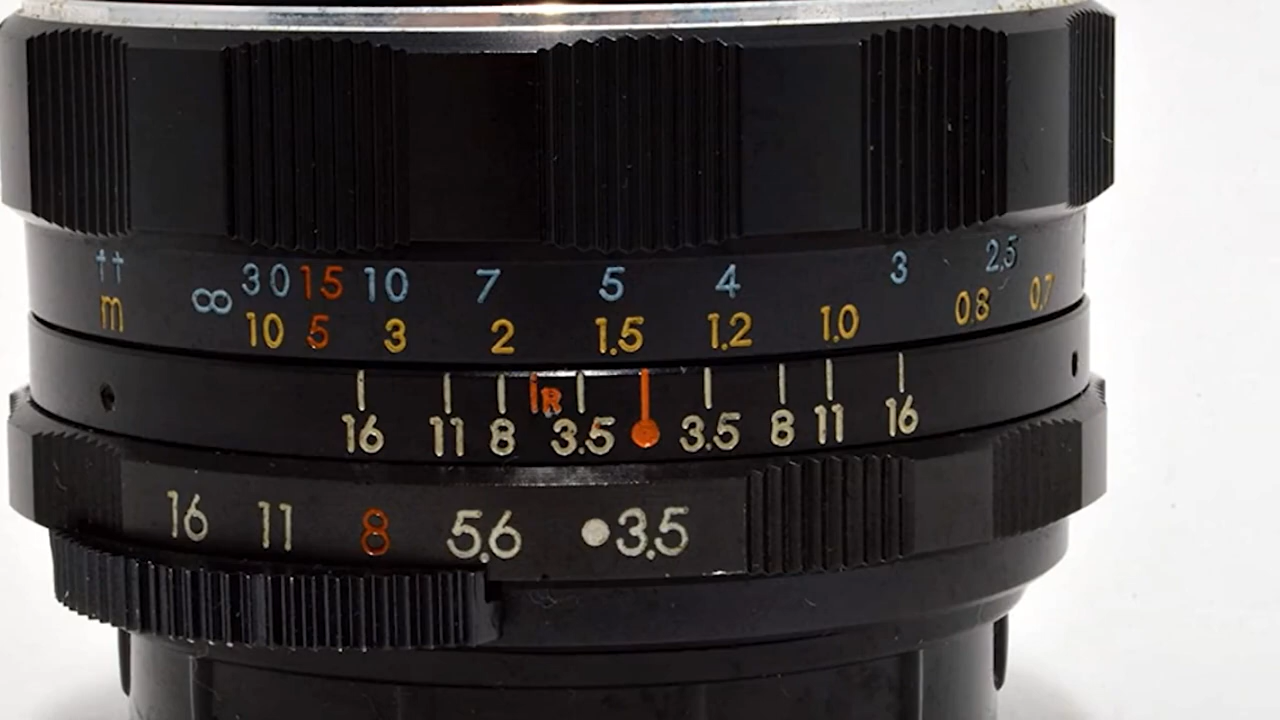 ft ∞ 30 15 10 7 5 4 3 2.5
m 10 5 3 2 1.5 1.2 1.0 0.8 0.7
16 11 8 R 3.5 3.5 8 11 16
16 11 8 5.6 3.5